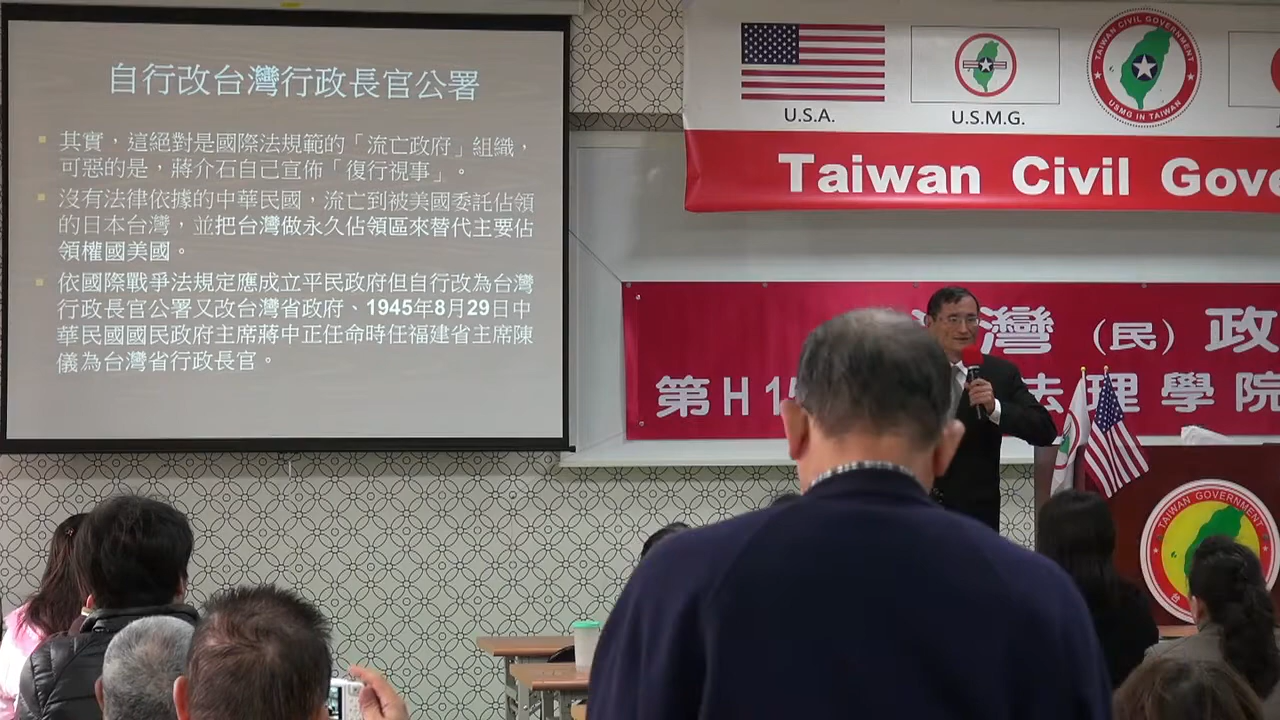 自行改台灣行政長官公署
其實，這絕對是國際法規範的「流亡政府」組織，
可惡的是，蔣介石自己宣佈「復行視事」。
沒有法律依據的中華民國，流亡到被美國委託佔領
的日本台灣，並把台灣做永久佔領區來替代主要佔
領權國美國。
依國際戰爭法規定應成立平民政府但自行改為台灣
行政長官公署又改台灣省政府、1945年8月29日中
華民國國民政府主席蔣中正任命時任福建省主席陳
儀為台灣省行政長官。
U.S.A.
U.S.M.G.
TAIWAN CIVIL GOVERNMENT
USMG IN TAIWAN
Taiwan Civil Gove
灣（民）政
第H1
法理學院
TAIWAN GOVERNMENT